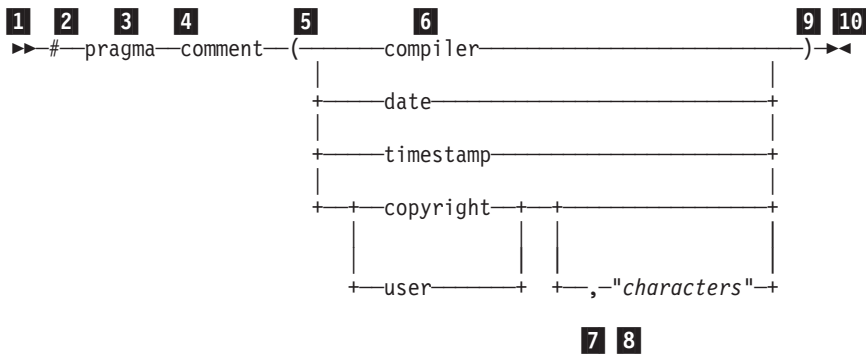 1 2 3 4 5 6 9 10
►►─#──pragma──comment──(──────compiler────────────────────────)─►◄
date
timestamp
copyright
user
,─"characters"
7 8